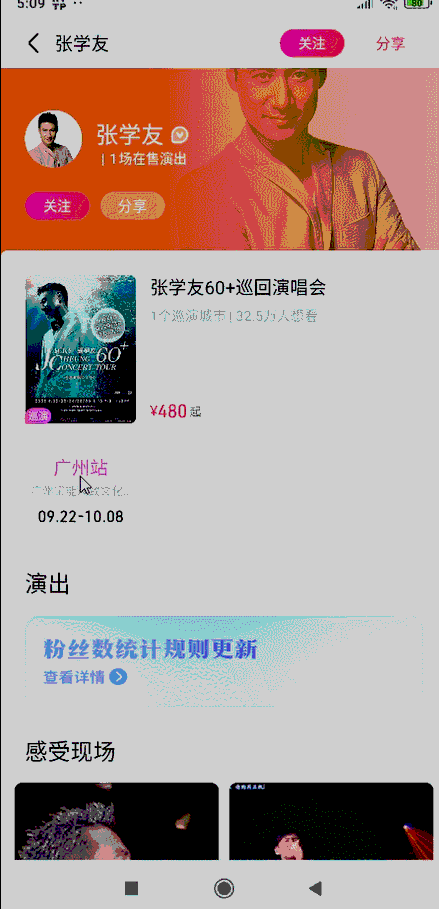 5:09
80
张学友
关注
分享
张学友
| 1场在售演出
关注
分享
张学友60+巡回演唱会
1个巡演城市 | 32.5万人想看
60+
CONCERT TOUR
¥480起
广州站
09.22-10.08
演出
粉丝数统计规则更新
查看详情
感受现场